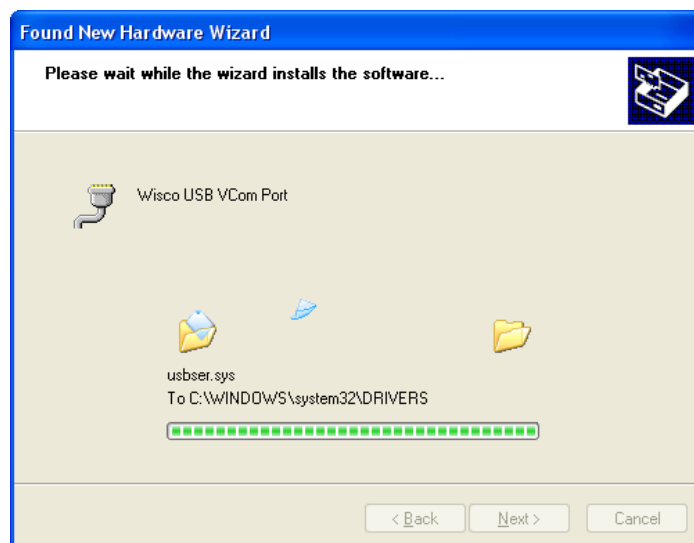 Found New Hardware Wizard
Please wait while the wizard installs the software...
Wisco USB VCom Port
usbser.sys
To C:\WINDOWS\system32\DRIVERS
< Back Next > Cancel